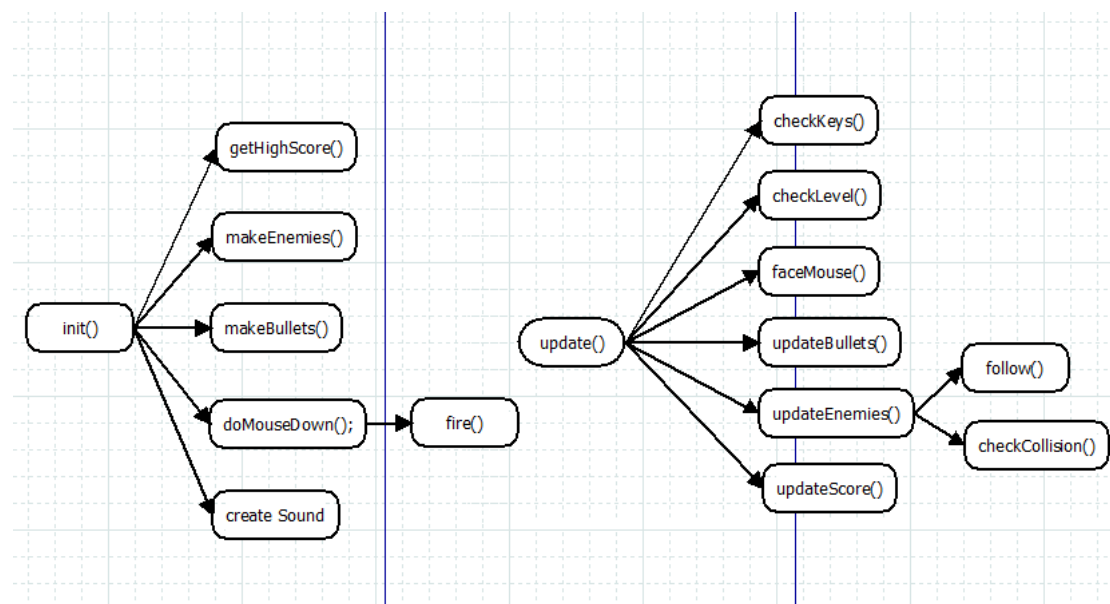 init()
getHighScore()
makeEnemies()
makeBullets()
doMouseDown();
fire()
create Sound
update()
checkKeys()
checkLevel()
faceMouse()
updateBullets()
updateEnemies()
follow()
checkCollision()
updateScore()